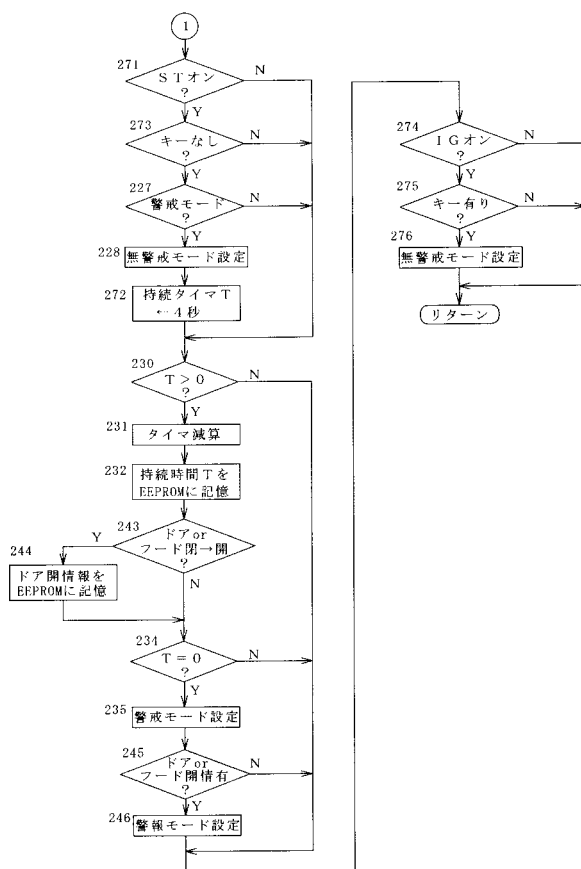 1
271
STオン
?
N
Y
273
キーなし
?
N
Y
227
警戒モード
?
N
Y
228
無警戒モード設定
272
持続タイマT
←4秒
230
T>0
?
N
Y
231
タイマ減算
232
持続時間Tを
EEPROMに記憶
243
ドアor
フード閉→開
?
Y
N
244
ドア開情報を
EEPROMに記憶
234
T=0
?
N
Y
235
警戒モード設定
245
ドアor
フード開情有
?
N
Y
246
警報モード設定
274
IGオン
?
N
Y
275
キー有り
?
N
Y
276
無警戒モード設定
リターン